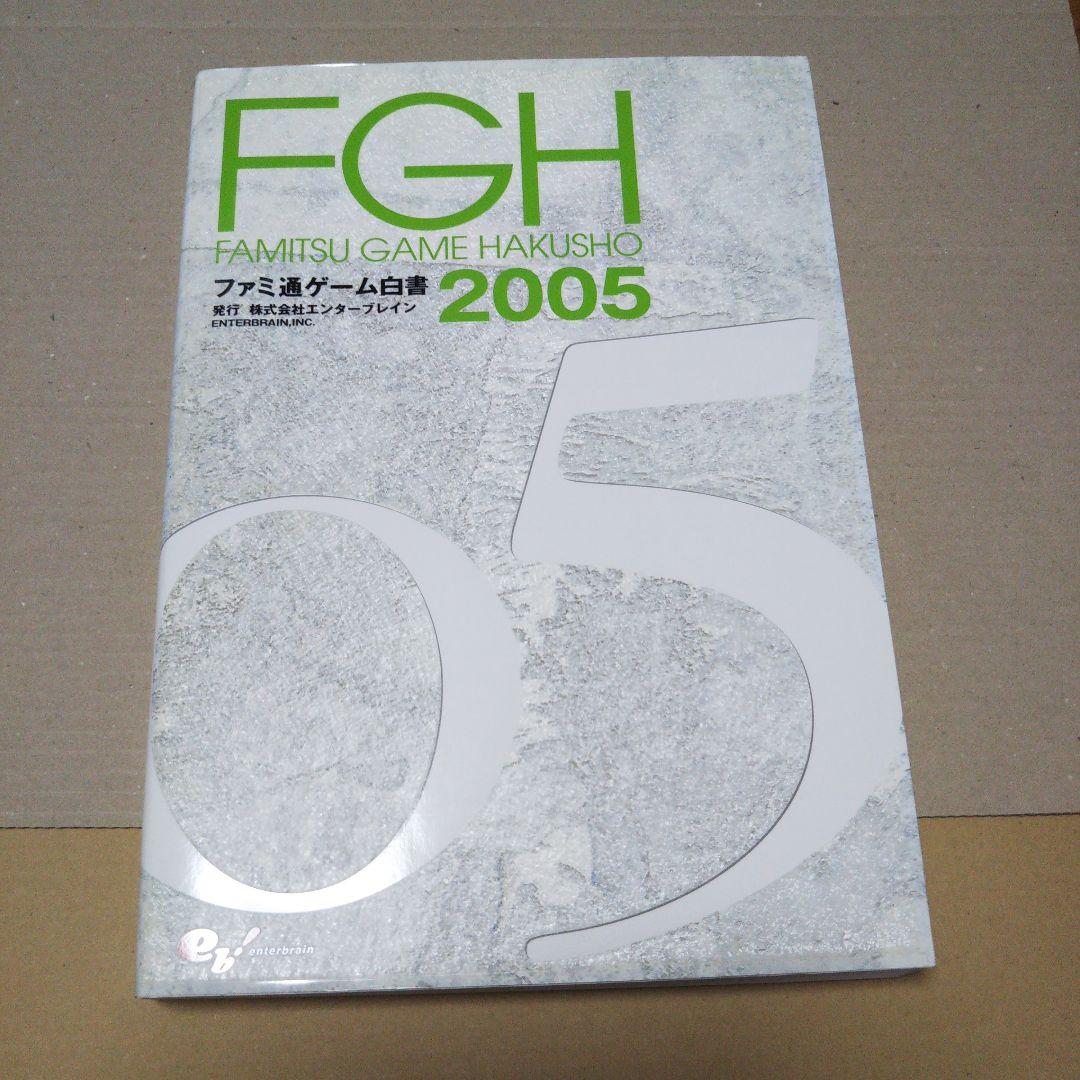 FGH
FAMITSU GAME HAKUSHO
ファミ通ゲーム白書 2005
発行 株式会社エンターブレイン
ENTERBRAIN,INC.
05
eb! enterbrain